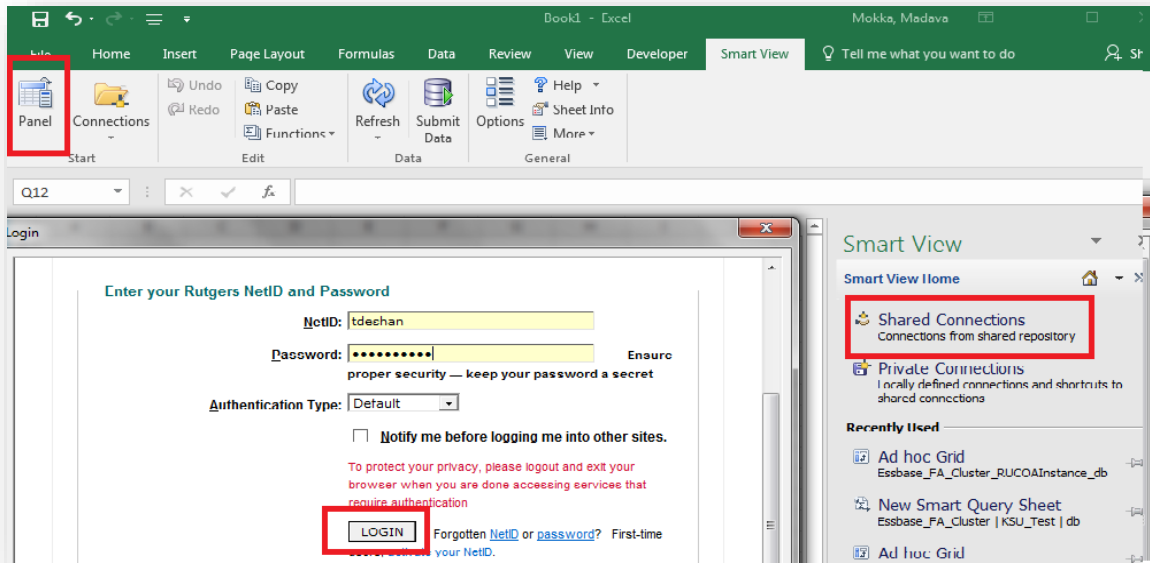 Book1 - Excel
Mokka, Madava
File Home Insert Page Layout Formulas Data Review View Developer Smart View Tell me what you want to do
Panel
Connections
Undo
Redo
Copy
Paste
Functions
Refresh
Submit Data
Options
Help
Sheet Info
More
Start Edit Data General
Q12
fx
Login
Enter your Rutgers NetID and Password
NetID: tdeshan
Password: ••••••••••
Ensure
proper security — keep your password a secret
Authentication Type: Default
Notify me before logging me into other sites.
To protect your privacy, please logout and exit your
browser when you are done accessing services that
require authentication
LOGIN Forgotten NetID or password? First-time
users, activate your NetID.
Smart View
Smart View Home
Shared Connections
Connections from shared repository
Private Connections
Locally defined connections and shortcuts to
shared connections
Recently Used
Ad hoc Grid
Essbase_FA_Cluster_RUCOAInstance_db
New Smart Query Sheet
Essbase_FA_Cluster | KSU_Test | db
Ad hoc Grid